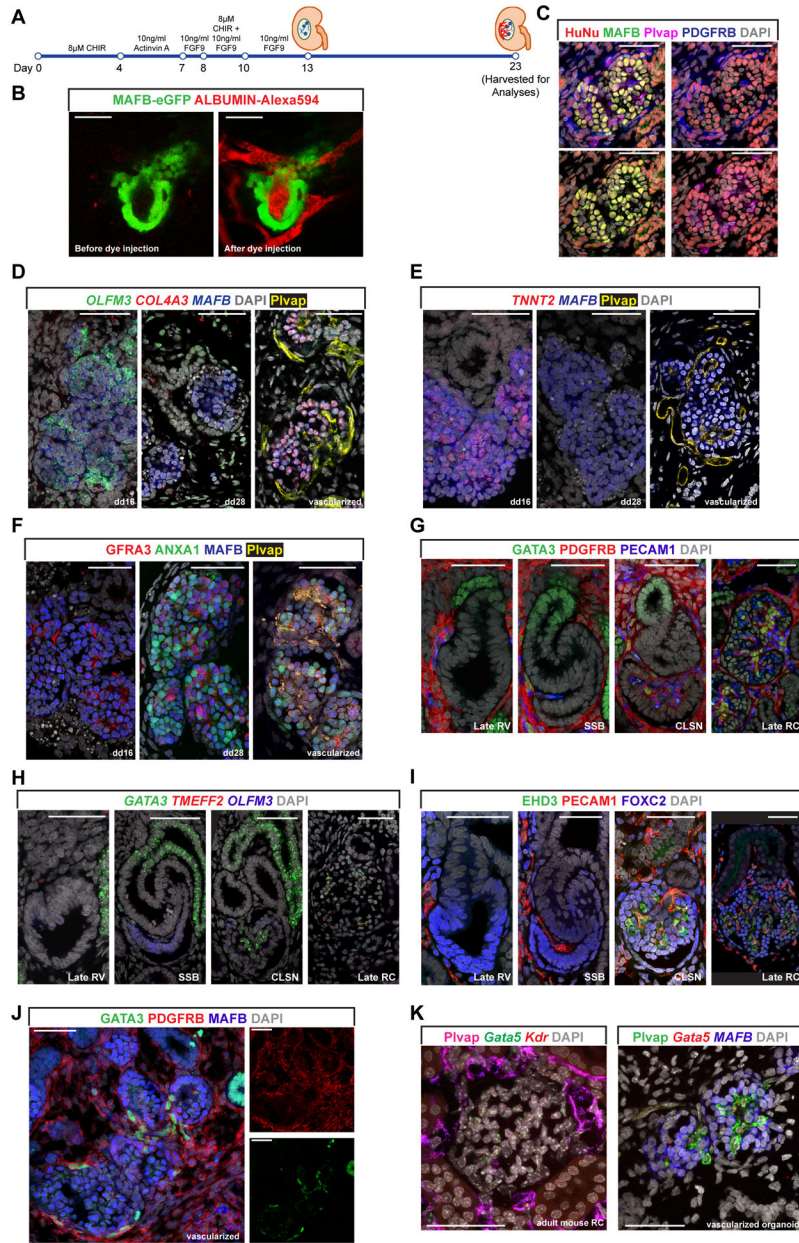 A
8µM CHIR
10ng/ml
Actinvin A
10ng/ml
FGF9
8µM
CHIR +
10ng/ml
FGF9
10ng/ml
FGF9
Day 0
4
7
8
10
13
23
(Harvested for
Analyses)
B
MAFB-eGFP ALBUMIN-Alexa594
Before dye injection
After dye injection
C
HuNu MAFB Plvap PDGFRB DAPI
D
OLFM3 COL4A3 MAFB DAPI Plvap
dd16
dd28
vascularized
E
TNNT2 MAFB Plvap DAPI
dd16
dd28
vascularized
F
GFRA3 ANXA1 MAFB Plvap
dd16
dd28
vascularized
G
GATA3 PDGFRB PECAM1 DAPI
Late RV
SSB
CLSN
Late RC
H
GATA3 TMEFF2 OLFM3 DAPI
Late RV
SSB
CLSN
Late RC
I
EHD3 PECAM1 FOXC2 DAPI
Late RV
SSB
CLSN
Late RC
J
GATA3 PDGFRB MAFB DAPI
vascularized
K
Plvap Gata5 Kdr DAPI
adult mouse RC
Plvap Gata5 MAFB DAPI
vascularized organoid